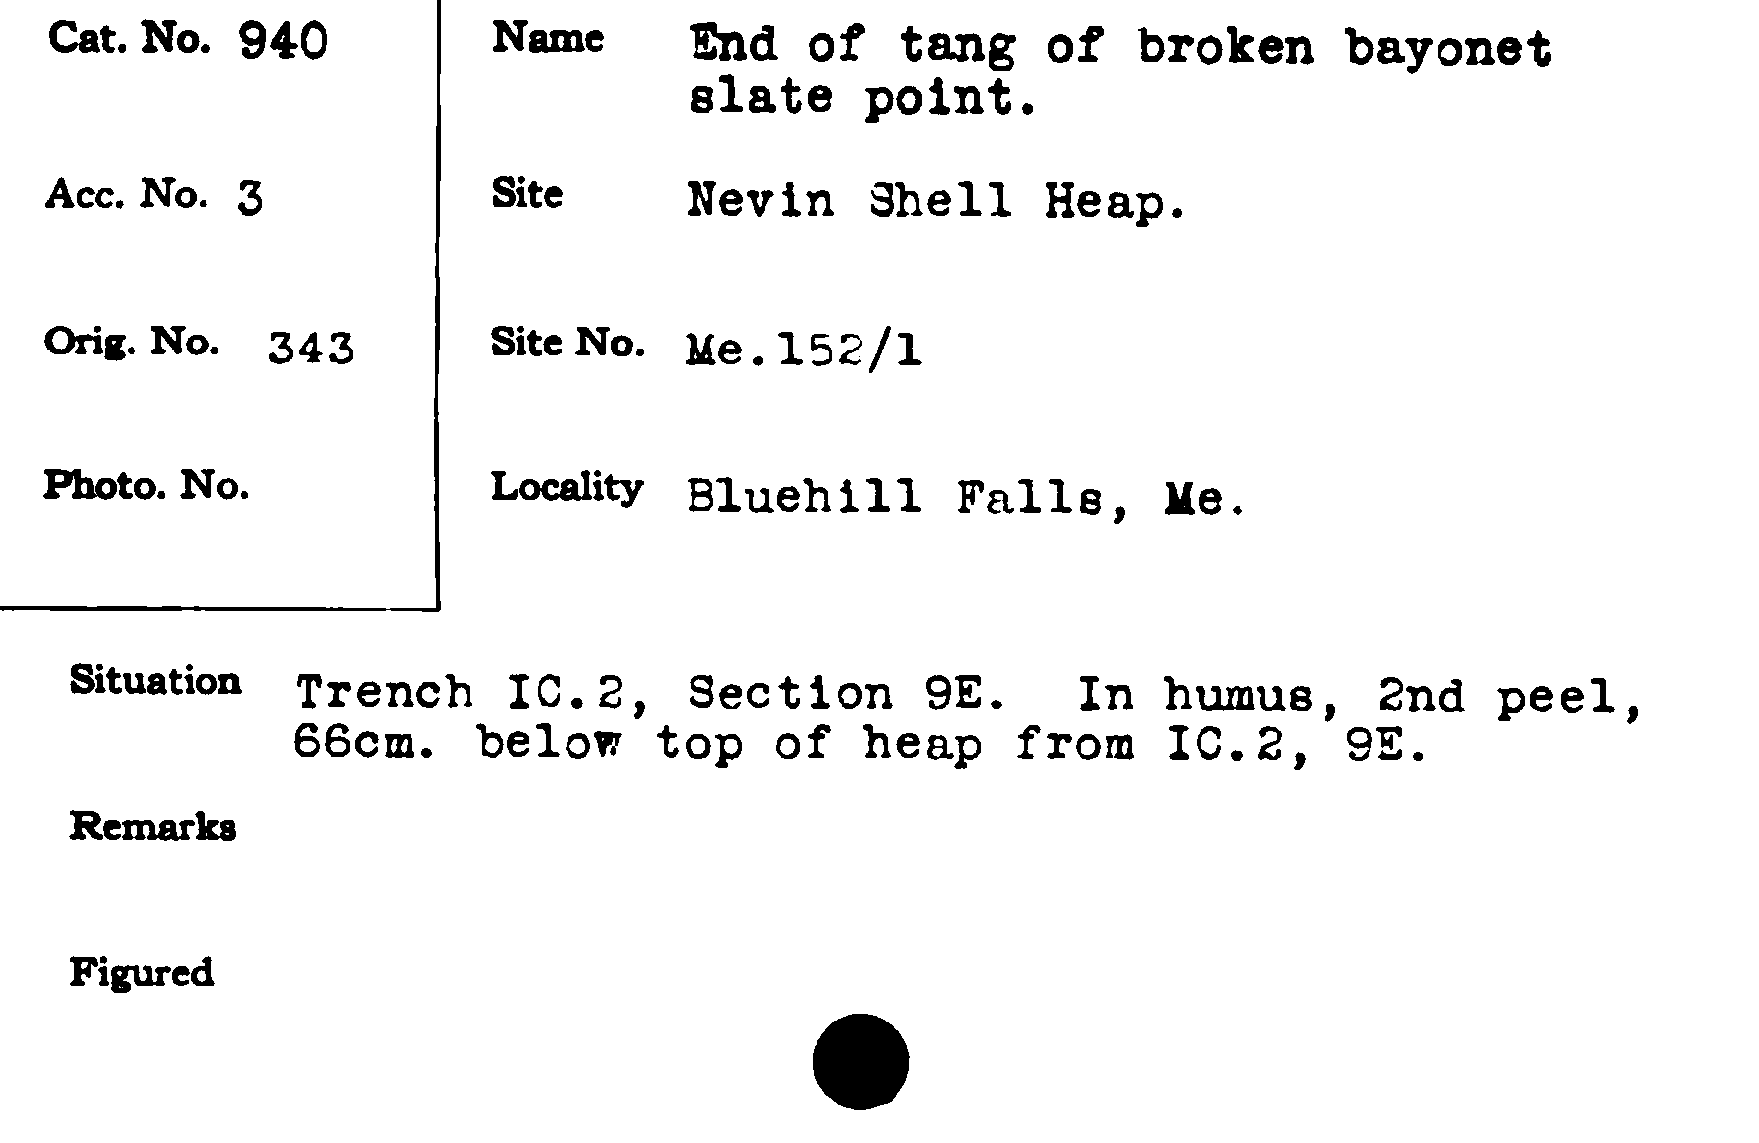 Cat. No. 940
Name End of tang of broken bayonet
slate point.
Acc. No. 3
Site Nevin Shell Heap.
Orig. No. 343
Site No. Me.152/1
Photo. No.
Locality Bluehill Falls, Me.
Situation Trench IC.2, Section 9E. In humus, 2nd peel,
66cm. below top of heap from IC.2, 9E.
Remarks
Figured